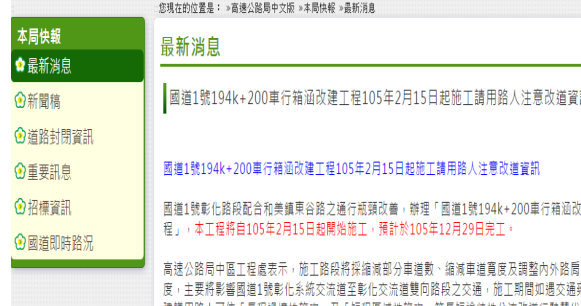 您現在的位置是： »高速公路局中文版 »本局快報 »最新消息
本局快報
最新消息
新聞稿
道路封閉資訊
重要訊息
招標資訊
國道即時路況
最新消息
國道1號194k+200車行箱涵改建工程105年2月15日起施工請用路人注意改道資
國道1號194k+200車行箱涵改建工程105年2月15日起施工請用路人注意改道資訊
國道1號彰化路段配合和美鎮東谷路之通行瓶頸改善，辦理「國道1號194k+200車行箱涵改
程」，本工程將自105年2月15日起開始施工，預計於105年12月29日完工。
高速公路局中區工程處表示，施工路段將採縮減部分車道數、縮減車道寬度及調整內外路肩
度，主要將影響國道1號彰化系統交流道至彰化交流道雙向路段之交通，施工期間如遇交通壅